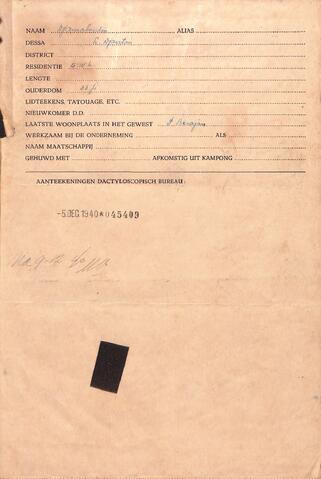 NAAM ALIAS
DESSA
DISTRICT
RESIDENTIE
LENGTE
OUDERDOM
LIDTEEKENS, TATOUAGE, ETC.
NIEUWKOMER D.D.
LAATSTE WOONPLAATS IN HET GEWEST
WERKZAAM BIJ DE ONDERNEMING ALS
NAAM MAATSCHAPPIJ
GEHUWD MET AFKOMSTIG UIT KAMPONG
AANTEEKENINGEN DACTYLOSCOPISCH BUREAU:
-5.DEC 1940*045409